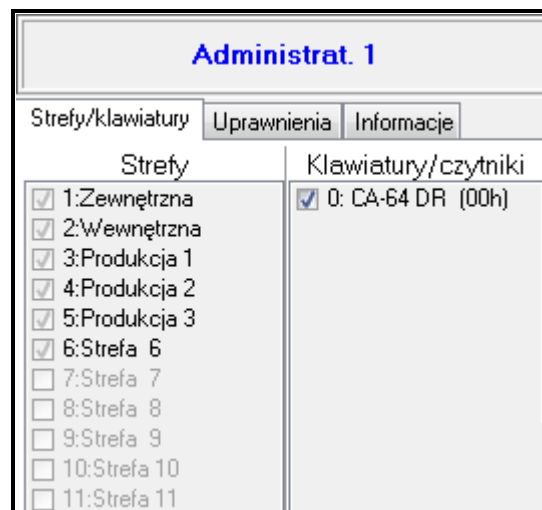 Administrat. 1
Strefy/klawiatury Uprawnienia Informacje
Strefy
1:Zewnętrzna
2:Wewnętrzna
3:Produkcja 1
4:Produkcja 2
5:Produkcja 3
6:Strefa 6
7:Strefa 7
8:Strefa 8
9:Strefa 9
10:Strefa 10
11:Strefa 11
Klawiatury/czytniki
0: CA-64 DR (00h)